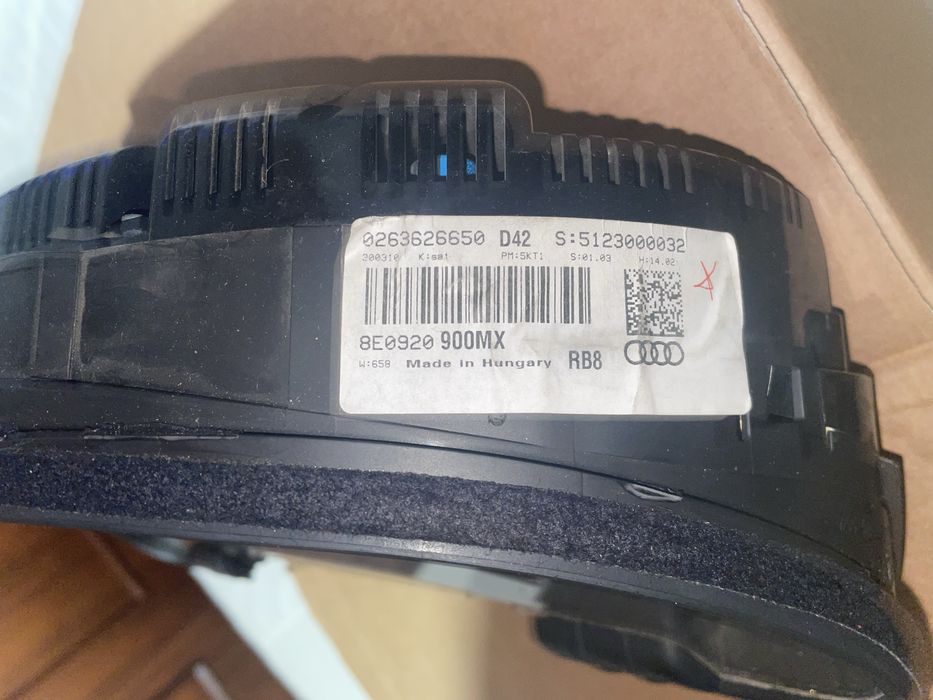 0263626650 D42 S:5123000032
300310 K:sa1 PM:5KT1 S:01.03 H:14.02
8E0920 900MX
W:658 Made in Hungary RB8